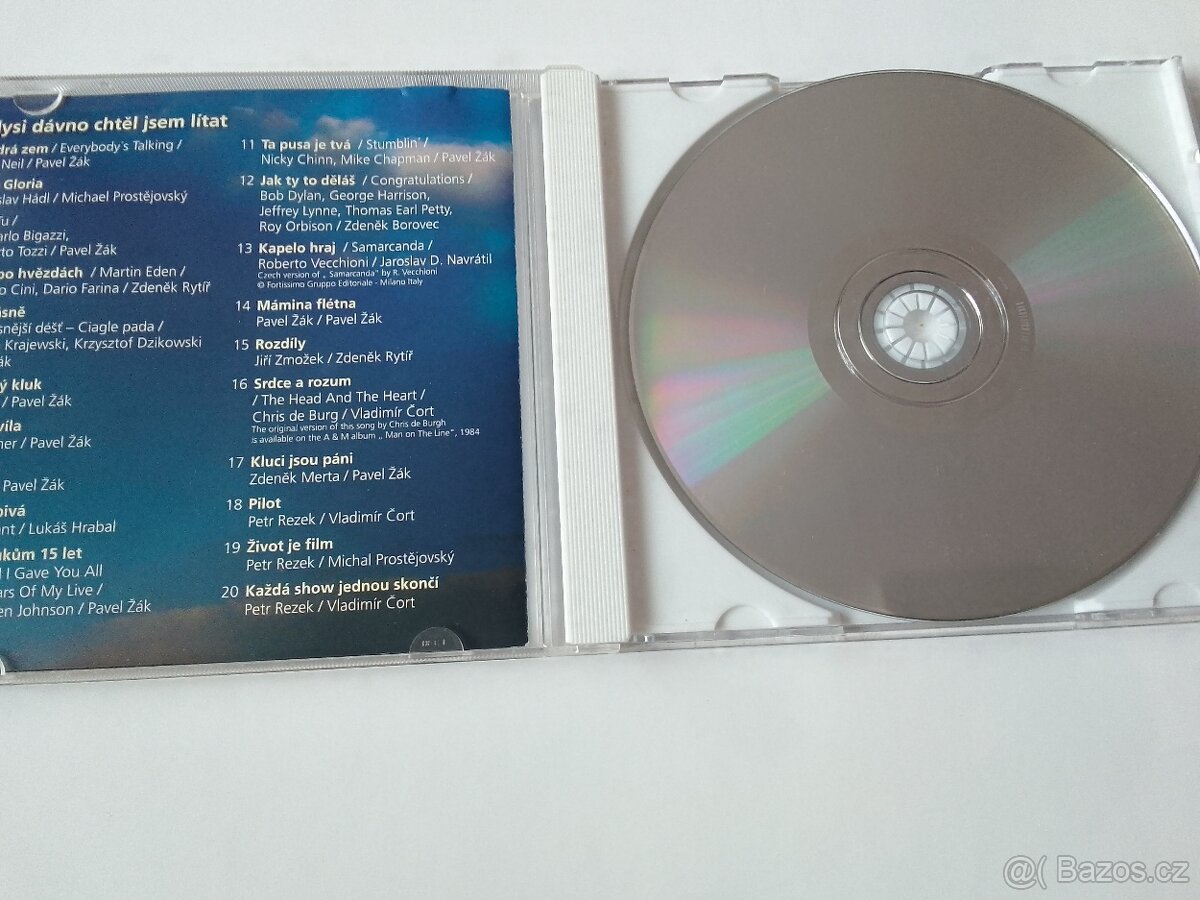 lysi dávno chtěl jsem lítat
drá zem / Everybody's Talking /
Neil / Pavel Žák
Gloria
slav Hádl / Michael Prostějovský
Tu /
arlo Bigazzi,
rto Tozzi / Pavel Žák
po hvězdách / Martin Eden /
o Cini, Dario Farina / Zdeněk Rytíř
ásně
snější déšť – Ciagle pada /
Krajewski, Krzysztof Dzikowski
ák
ý kluk
/ Pavel Žák
víla
ner / Pavel Žák
Pavel Žák
pivá
nt / Lukáš Hrabal
ukům 15 let
l I Gave You All
ars Of My Live /
en Johnson / Pavel Žák
11 Ta pusa je tvá / Stumblin' /
Nicky Chinn, Mike Chapman / Pavel Žák
12 Jak ty to děláš / Congratulations /
Bob Dylan, George Harrison,
Jeffrey Lynne, Thomas Earl Petty,
Roy Orbison / Zdeněk Borovec
13 Kapelo hraj / Samarcanda /
Roberto Vecchioni / Jaroslav D. Navrátil
Czech version of „ Samarcanda" by R. Vecchioni
© Fortissimo Gruppo Editoriale - Milano Italy
14 Mámina flétna
Pavel Žák / Pavel Žák
15 Rozdíly
Jiří Zmožek / Zdeněk Rytíř
16 Srdce a rozum
/ The Head And The Heart /
Chris de Burg / Vladimír Čort
The original version of this song by Chris de Burgh
is available on the A & M album „ Man on The Line", 1984
17 Kluci jsou páni
Zdeněk Merta / Pavel Žák
18 Pilot
Petr Rezek / Vladimír Čort
19 Život je film
Petr Rezek / Michal Prostějovský
20 Každá show jednou skončí
Petr Rezek / Vladimír Čort
@( Bazos.cz